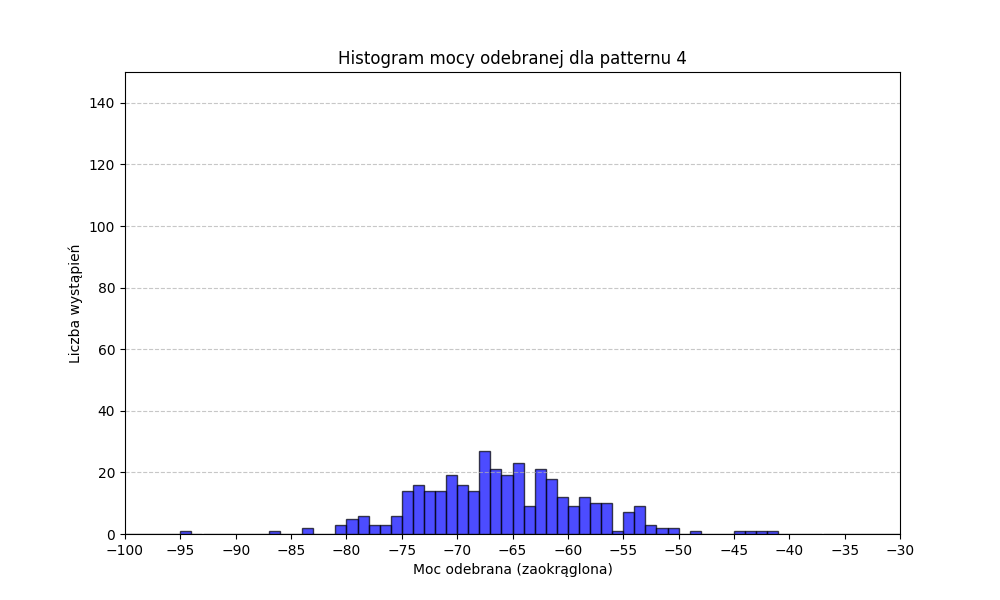 Histogram mocy odebranej dla patternu 4
140
120
100
80
60
40
20
0
Liczba wystąpień
−100 −95 −90 −85 −80 −75 −70 −65 −60 −55 −50 −45 −40 −35 −30
Moc odebrana (zaokrąglona)